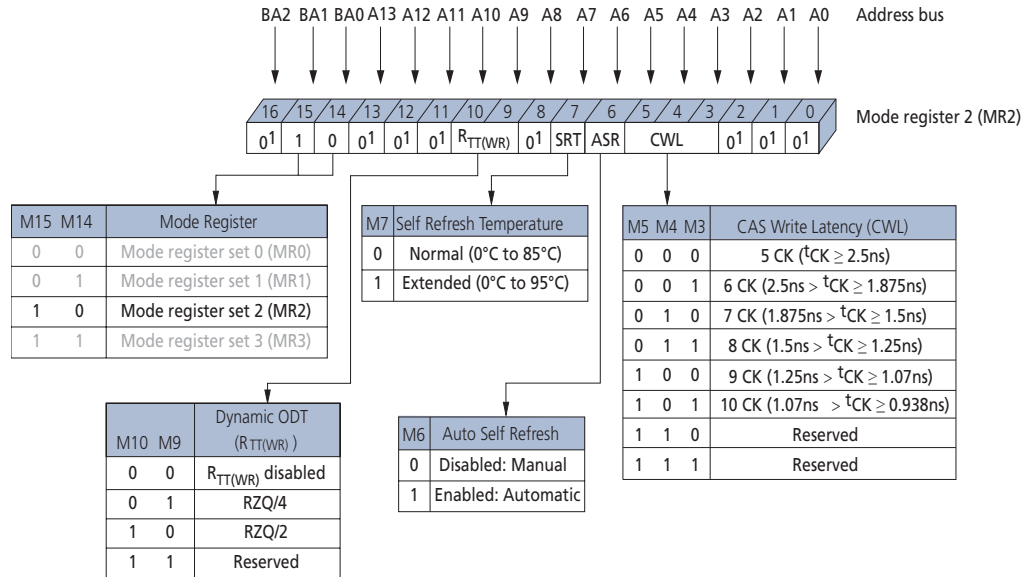 BA2 BA1 BA0 A13 A12 A11 A10 A9 A8 A7 A6 A5 A4 A3 A2 A1 A0 Address bus
16 15 14 13 12 11 10 9 8 7 6 5 4 3 2 1 0 Mode register 2 (MR2)
0¹ 1 0 0¹ 0¹ 0¹ RTT(WR) 0¹ SRT ASR CWL 0¹ 0¹ 0¹
M15 M14 Mode Register
0 0 Mode register set 0 (MR0)
0 1 Mode register set 1 (MR1)
1 0 Mode register set 2 (MR2)
1 1 Mode register set 3 (MR3)
M7 Self Refresh Temperature
0 Normal (0°C to 85°C)
1 Extended (0°C to 95°C)
M5 M4 M3 CAS Write Latency (CWL)
0 0 0 5 CK (tCK ≥ 2.5ns)
0 0 1 6 CK (2.5ns > tCK ≥ 1.875ns)
0 1 0 7 CK (1.875ns > tCK ≥ 1.5ns)
0 1 1 8 CK (1.5ns > tCK ≥ 1.25ns)
1 0 0 9 CK (1.25ns > tCK ≥ 1.07ns)
1 0 1 10 CK (1.07ns > tCK ≥ 0.938ns)
1 1 0 Reserved
1 1 1 Reserved
M10 M9 Dynamic ODT
(RTT(WR) )
0 0 RTT(WR) disabled
0 1 RZQ/4
1 0 RZQ/2
1 1 Reserved
M6 Auto Self Refresh
0 Disabled: Manual
1 Enabled: Automatic